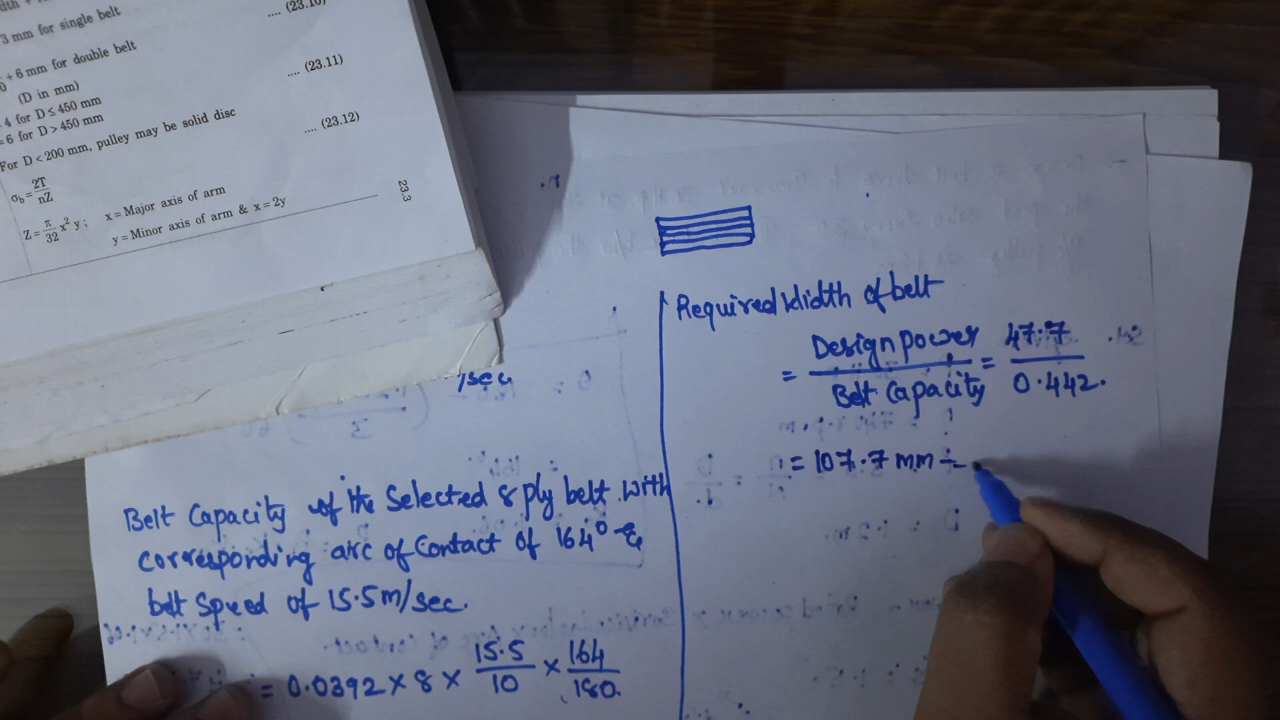 3 mm for single belt
.... (23.10)
+ 6 mm for double belt
.... (23.11)
(D in mm)
4 for D ≤ 450 mm
= 6 for D > 450 mm
For D < 200 mm, pulley may be solid disc
.... (23.12)
σb = 2T/nZ
Z = π/32 x² y ; x = Major axis of arm
y = Minor axis of arm & x = 2y
23.3
/sec
Belt Capacity of the Selected 8 ply belt with
corresponding arc of Contact of 164° &
belt Speed of 15.5 m/sec.
= 0.0392 × 8 × 15.5/10 × 164/180.
Required Width of belt
= Design power/Belt Capacity = 47.7/0.442.
= 107.7 mm